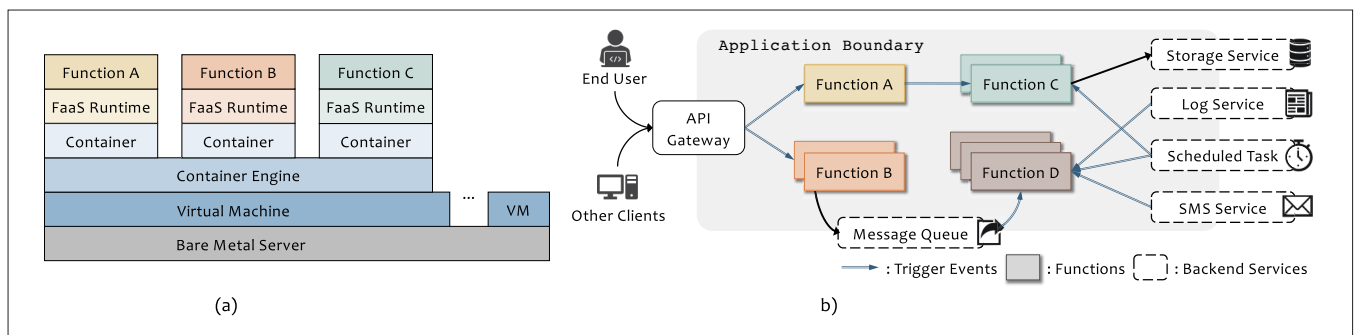 Function A
Function B
Function C
FaaS Runtime
FaaS Runtime
FaaS Runtime
Container
Container
Container
Container Engine
Virtual Machine
...
VM
Bare Metal Server
(a)
End User
Other Clients
API
Gateway
Application Boundary
Function A
Function C
Function B
Function D
Message Queue
Storage Service
Log Service
Scheduled Task
SMS Service
: Trigger Events
: Functions
: Backend Services
b)